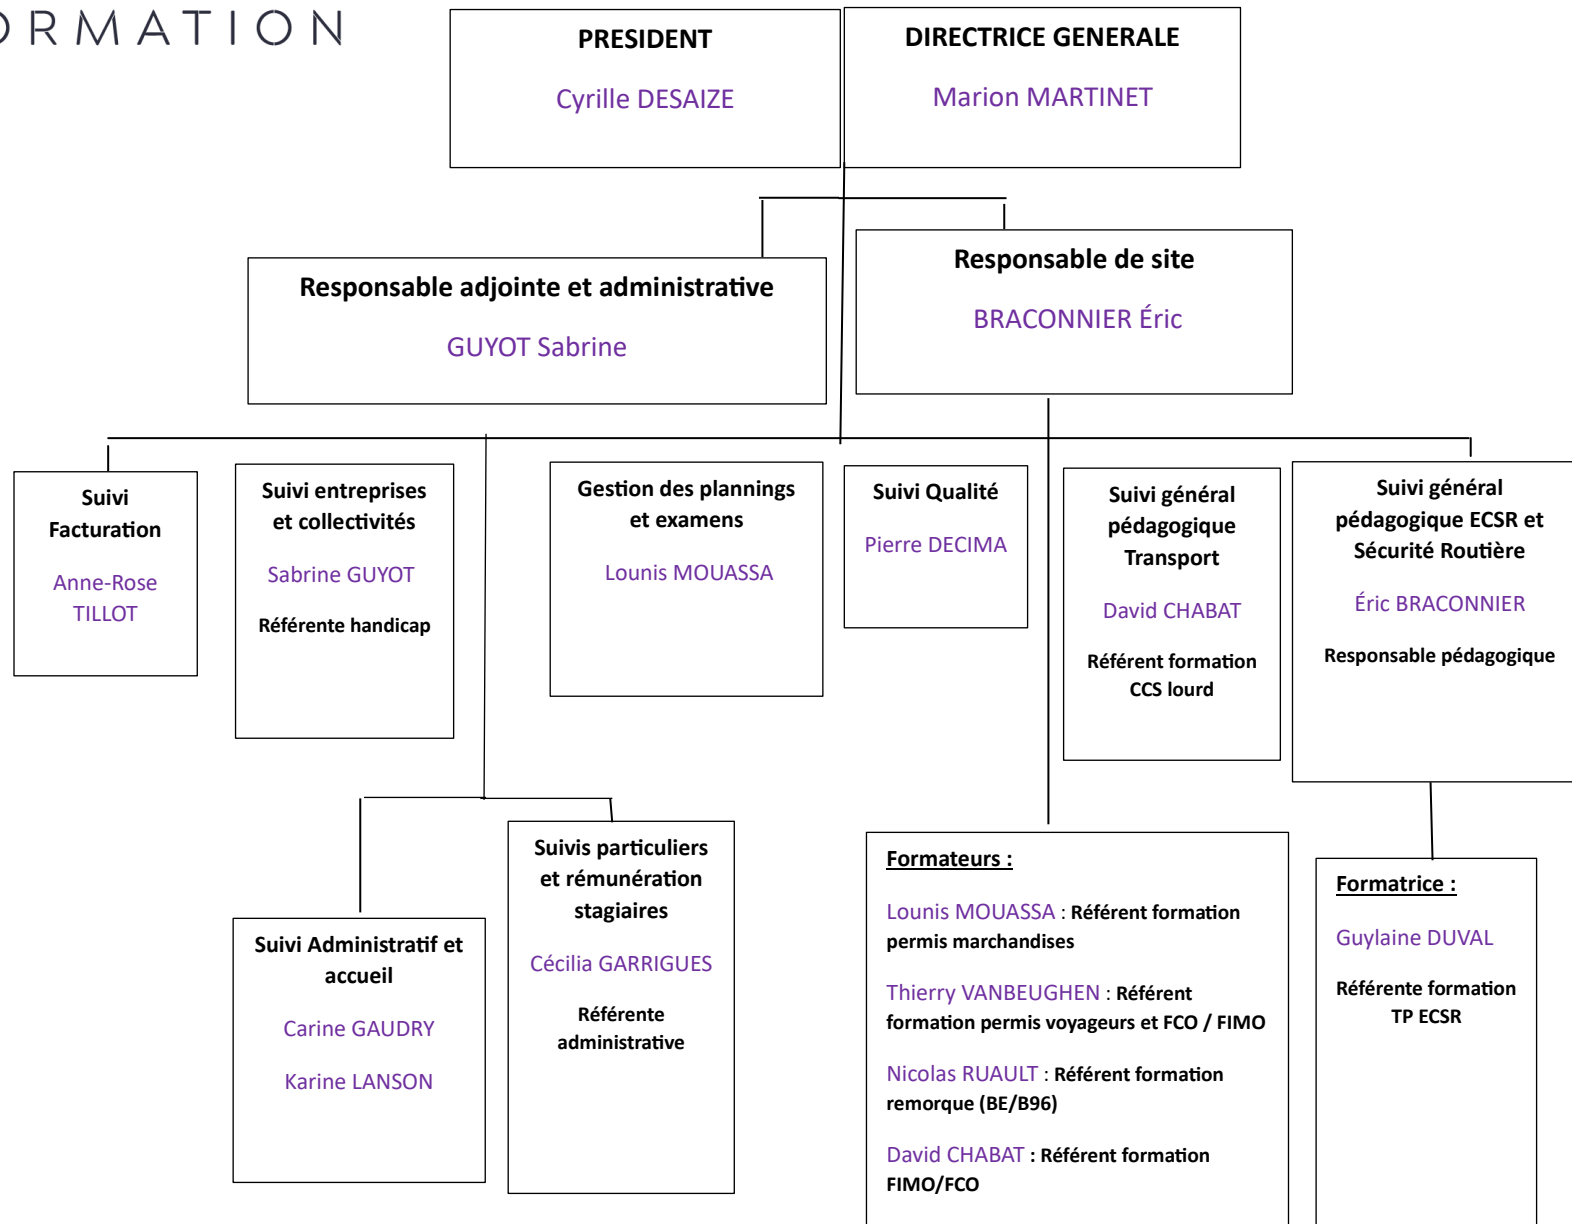 ORMATION
PRESIDENT
Cyrille DESAIZE
DIRECTRICE GENERALE
Marion MARTINET
Responsable adjointe et administrative
GUYOT Sabrine
Responsable de site
BRACONNIER Éric
Suivi
Facturation
Anne-Rose
TILLOT
Suivi entreprises
et collectivités
Sabrine GUYOT
Référente handicap
Gestion des plannings
et examens
Lounis MOUASSA
Suivi Qualité
Pierre DECIMA
Suivi général
pédagogique
Transport
David CHABAT
Référent formation
CCS lourd
Suivi général
pédagogique ECSR et
Sécurité Routière
Éric BRACONNIER
Responsable pédagogique
Suivi Administratif et
accueil
Carine GAUDRY
Karine LANSON
Suivis particuliers
et rémunération
stagiaires
Cécilia GARRIGUES
Référente
administrative
Formateurs :
Lounis MOUASSA : Référent formation
permis marchandises
Thierry VANBEUGHEN : Référent
formation permis voyageurs et FCO / FIMO
Nicolas RUAULT : Référent formation
remorque (BE/B96)
David CHABAT : Référent formation
FIMO/FCO
Formatrice :
Guylaine DUVAL
Référente formation
TP ECSR